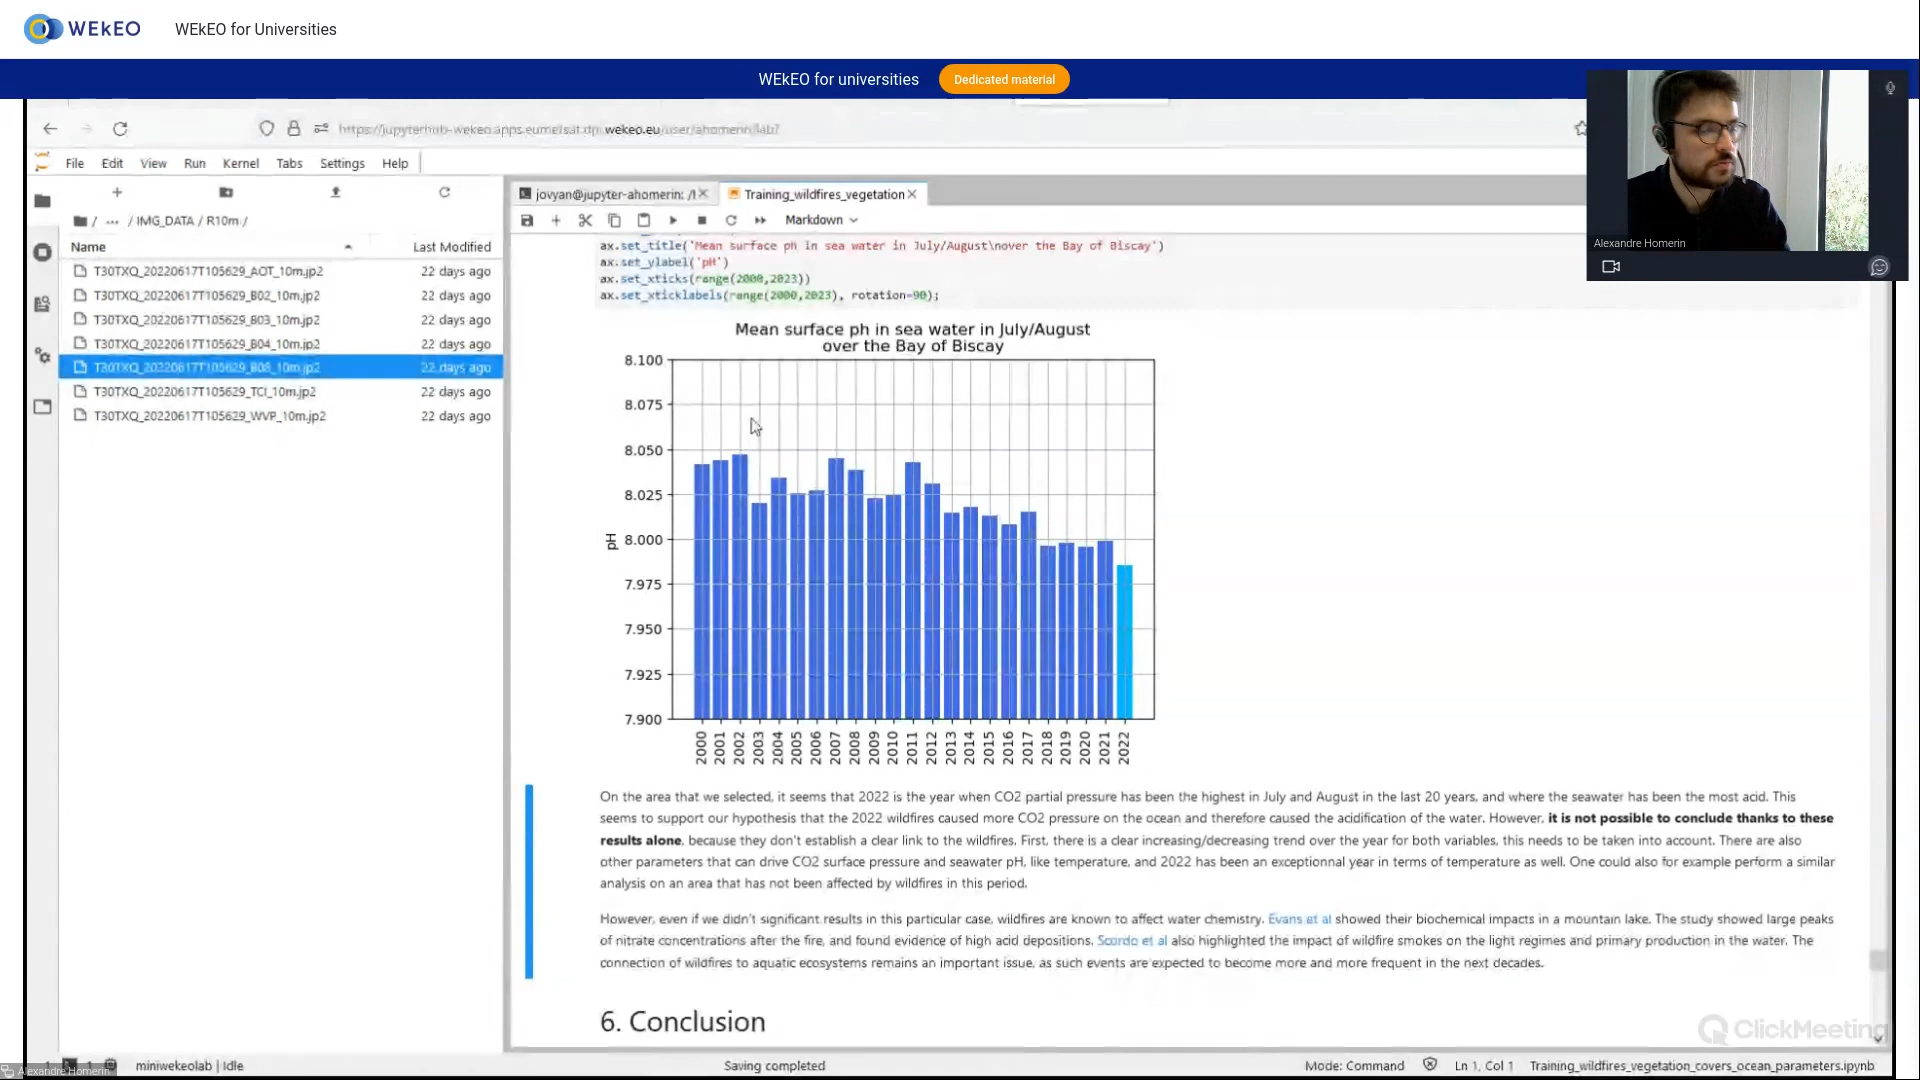 WEkEO
WEkEO for Universities
WEkEO for universities
Dedicated material
https://jupyterhub-wekeo.apps.eumetsat.dpi.wekeo.eu/user/ahomerin/lab?
Alexandre Homerin
File Edit View Run Kernel Tabs Settings Help
jovyan@jupyter-ahomerin: /t
Training_wildfires_vegetation
/ ... / IMG_DATA / R10m /
Markdown
Name Last Modified
T30TXQ_20220617T105629_AOT_10m.jp2 22 days ago
T30TXQ_20220617T105629_B02_10m.jp2 22 days ago
T30TXQ_20220617T105629_B03_10m.jp2 22 days ago
T30TXQ_20220617T105629_B04_10m.jp2 22 days ago
T30TXQ_20220617T105629_B08_10m.jp2 22 days ago
T30TXQ_20220617T105629_TCI_10m.jp2 22 days ago
T30TXQ_20220617T105629_WVP_10m.jp2 22 days ago
ax.set_title('Mean surface ph in sea water in July/August\nover the Bay of Biscay')
ax.set_ylabel('pH')
ax.set_xticks(range(2000,2023))
ax.set_xticklabels(range(2000,2023), rotation=90);
Mean surface ph in sea water in July/August
over the Bay of Biscay
8.100
8.075
8.050
8.025
8.000
7.975
7.950
7.925
7.900
pH
2000 2001 2002 2003 2004 2005 2006 2007 2008 2009 2010 2011 2012 2013 2014 2015 2016 2017 2018 2019 2020 2021 2022
On the area that we selected, it seems that 2022 is the year when CO2 partial pressure has been the highest in July and August in the last 20 years, and where the seawater has been the most acid. This
seems to support our hypothesis that the 2022 wildfires caused more CO2 pressure on the ocean and therefore caused the acidification of the water. However, it is not possible to conclude thanks to these
results alone, because they don't establish a clear link to the wildfires. First, there is a clear increasing/decreasing trend over the year for both variables, this needs to be taken into account. There are also
other parameters that can drive CO2 surface pressure and seawater pH, like temperature, and 2022 has been an exceptionnal year in terms of temperature as well. One could also for example perform a similar
analysis on an area that has not been affected by wildfires in this period.
However, even if we didn't significant results in this particular case, wildfires are known to affect water chemistry. Evans et al showed their biochemical impacts in a mountain lake. The study showed large peaks
of nitrate concentrations after the fire, and found evidence of high acid depositions. Scordo et al also highlighted the impact of wildfire smokes on the light regimes and primary production in the water. The
connection of wildfires to aquatic ecosystems remains an important issue, as such events are expected to become more and more frequent in the next decades.
6. Conclusion
ClickMeeting
miniwekeolab | Idle
Saving completed
Mode: Command
Ln 1, Col 1
Training_wildfires_vegetation_covers_ocean_parameters.ipynb
Alexandre Homerin